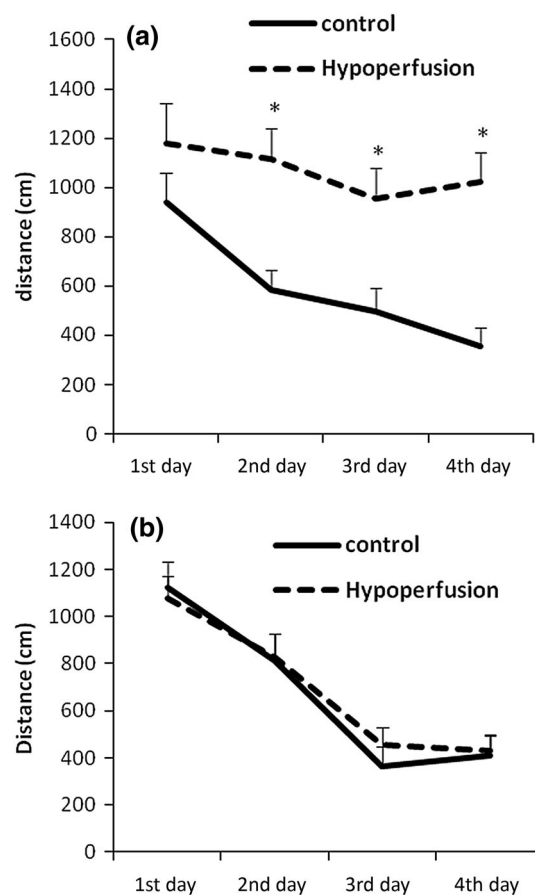 (a)
control
Hypoperfusion
distance (cm)
1600
1400
1200
1000
800
600
400
200
0
*
*
*
1st day 2nd day 3rd day 4th day
(b)
control
Hypoperfusion
Distance (cm)
1400
1200
1000
800
600
400
200
0
1st day 2nd day 3rd day 4th day